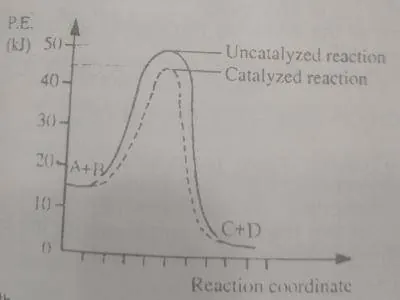 P.E.
(kJ)
50
40
30
20
10
0
Uncatalyzed reaction
Catalyzed reaction
A+B
C+D
Reaction coordinate